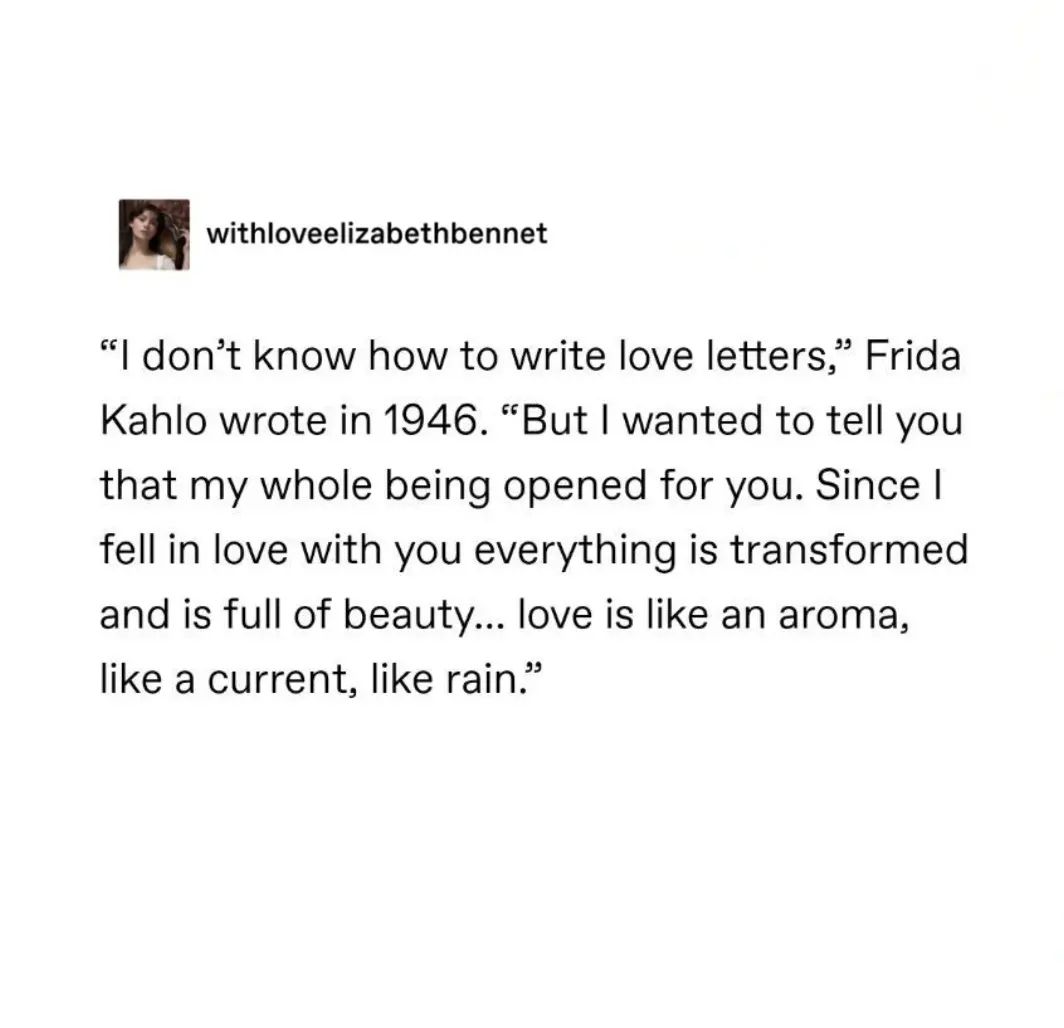 withloveelizabethbennet
“I don’t know how to write love letters,” Frida
Kahlo wrote in 1946. “But I wanted to tell you
that my whole being opened for you. Since I
fell in love with you everything is transformed
and is full of beauty... love is like an aroma,
like a current, like rain.”